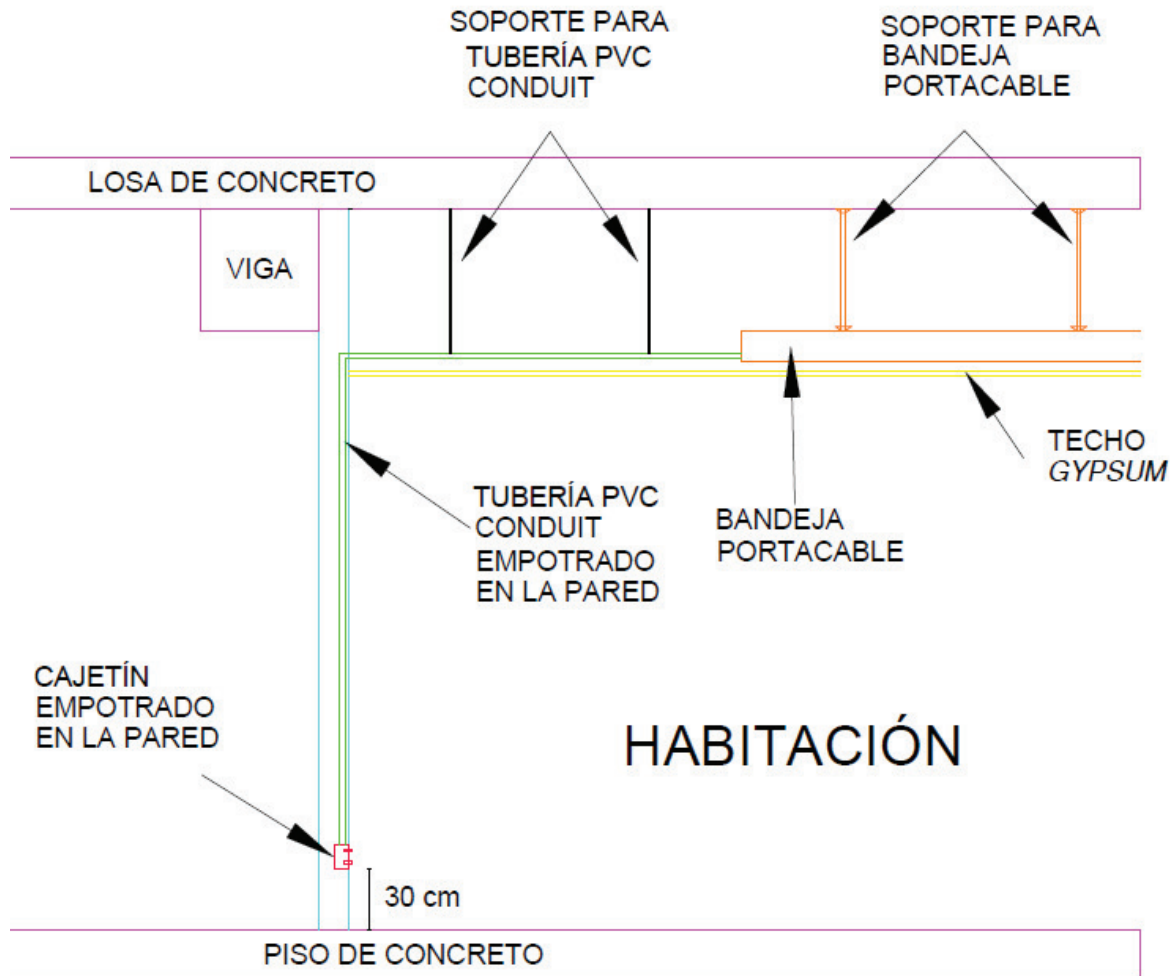 SOPORTE PARA
TUBERÍA PVC
CONDUIT
SOPORTE PARA
BANDEJA
PORTACABLE
LOSA DE CONCRETO
VIGA
TECHO
GYPSUM
TUBERÍA PVC
CONDUIT
EMPOTRADO
EN LA PARED
BANDEJA
PORTACABLE
CAJETÍN
EMPOTRADO
EN LA PARED
HABITACIÓN
30 cm
PISO DE CONCRETO